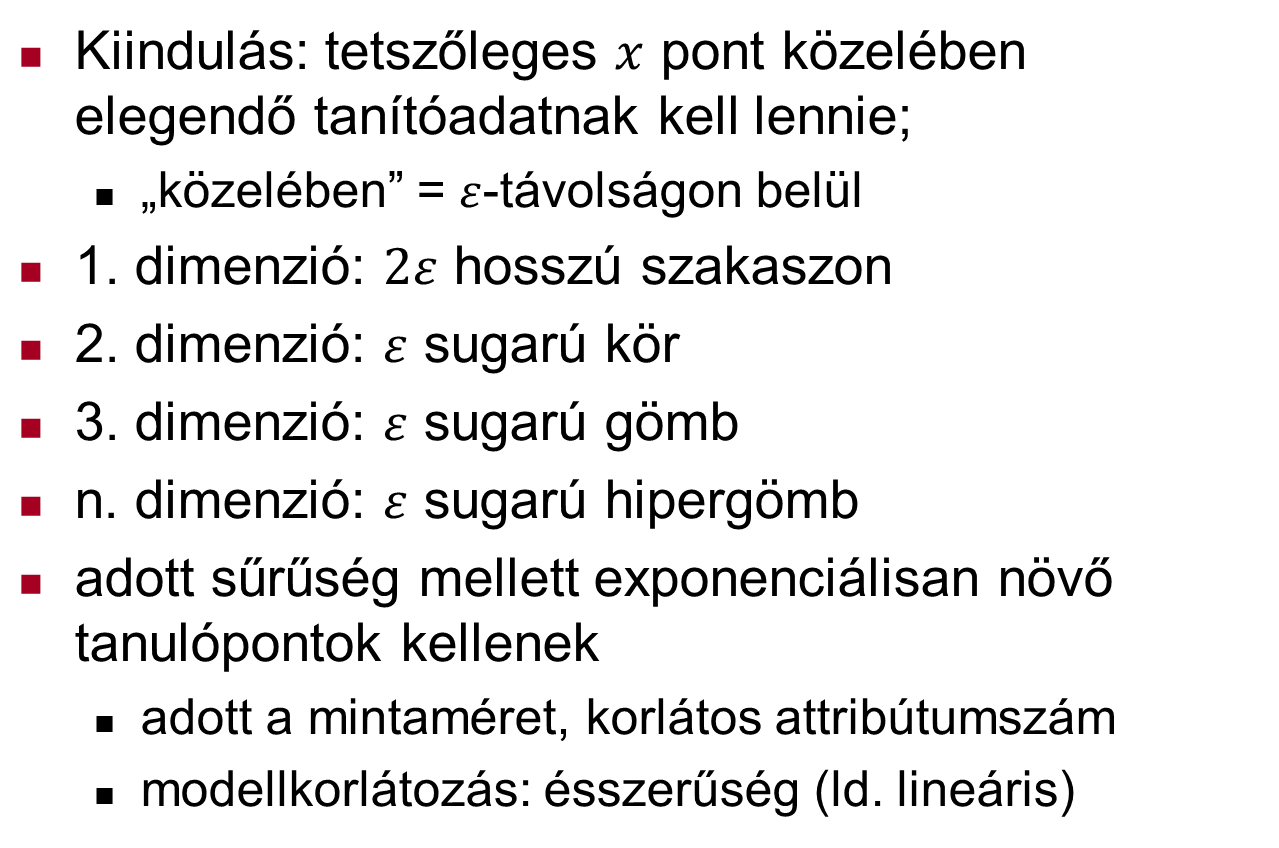 Kiindulás: tetszőleges 𝑥 pont közelében
elegendő tanítóadatnak kell lennie;
„közelében” = 𝜀-távolságon belül
1. dimenzió: 2𝜀 hosszú szakaszon
2. dimenzió: 𝜀 sugarú kör
3. dimenzió: 𝜀 sugarú gömb
n. dimenzió: 𝜀 sugarú hipergömb
adott sűrűség mellett exponenciálisan növő
tanulópontok kellenek
adott a mintaméret, korlátos attribútumszám
modellkorlátozás: ésszerűség (ld. lineáris)